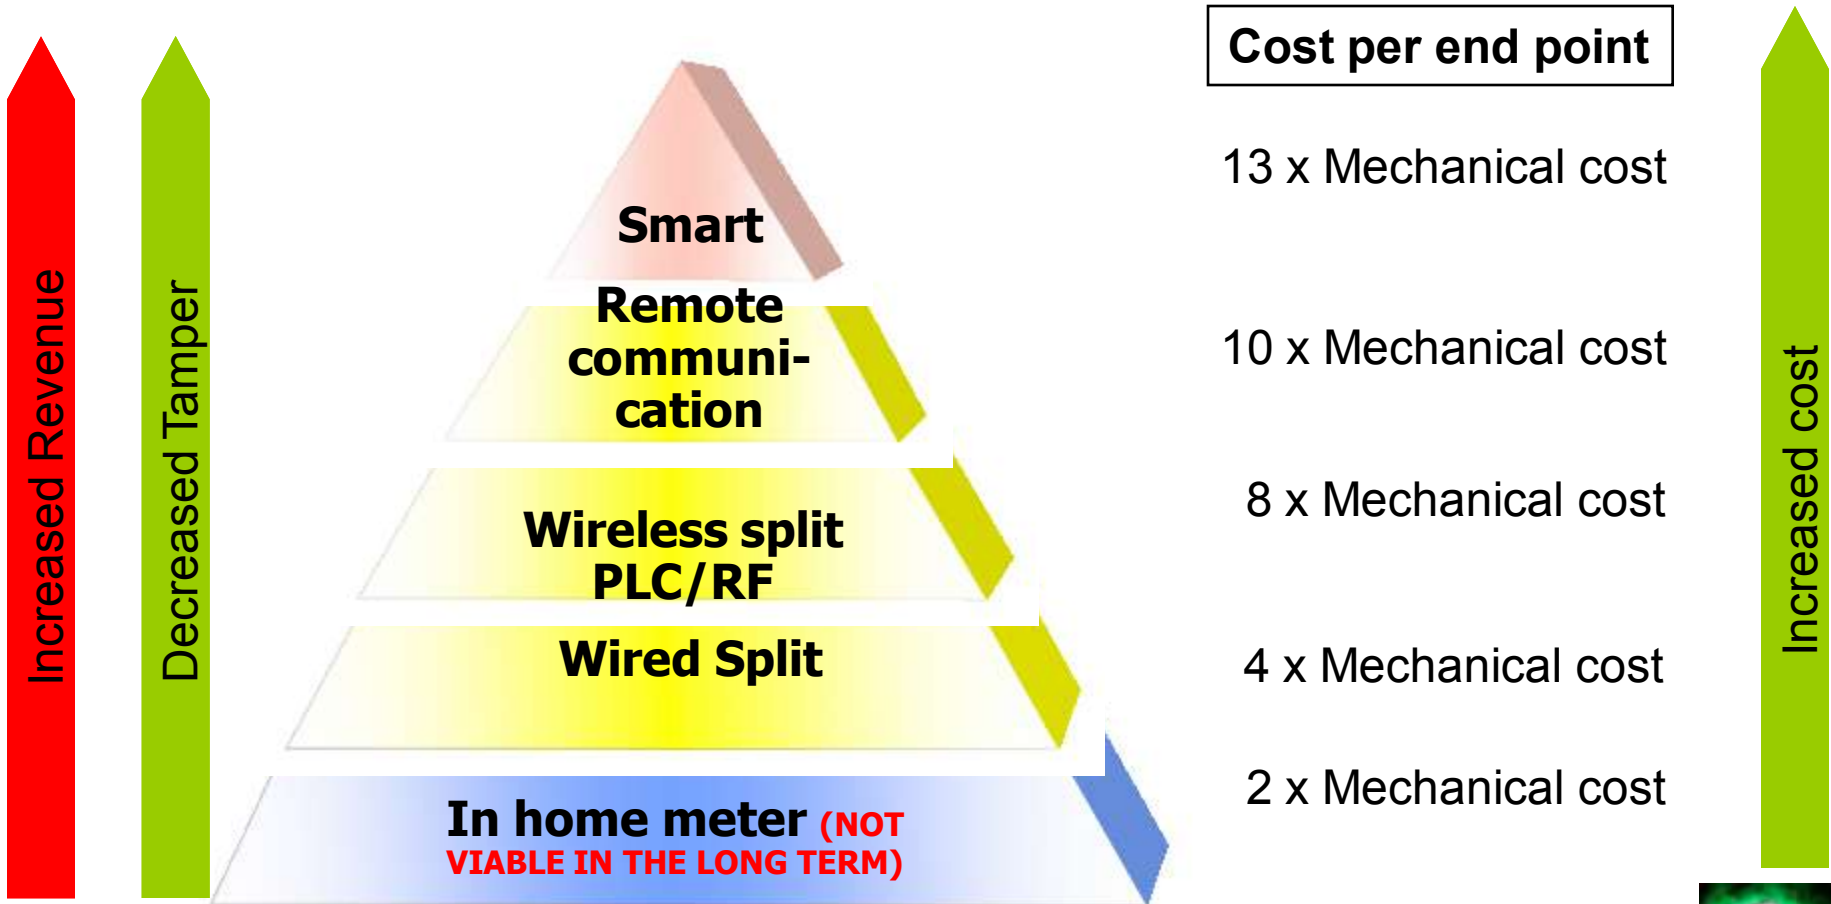 Increased Revenue
Decreased Tamper
Smart
Remote
communi-
cation
Wireless split
PLC/RF
Wired Split
In home meter (NOT
VIABLE IN THE LONG TERM)
Cost per end point
13 x Mechanical cost
10 x Mechanical cost
8 x Mechanical cost
4 x Mechanical cost
2 x Mechanical cost
Increased cost